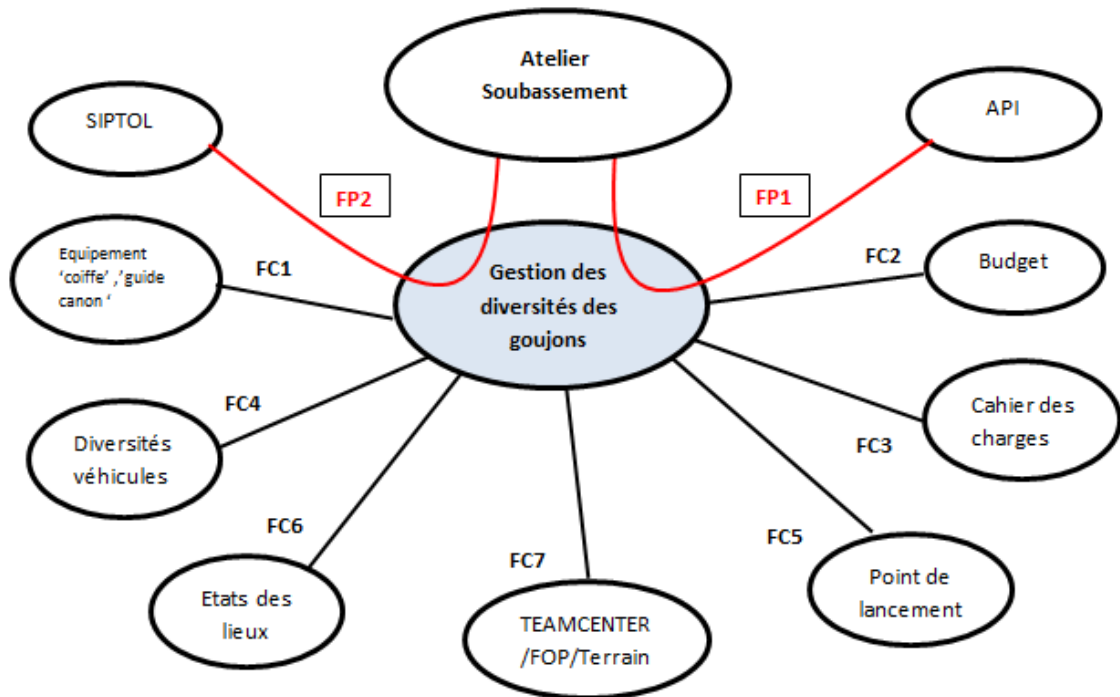 Atelier
Soubassement
SIPTOL
API
FP2
FP1
Equipement
‘coiffe’ ,’guide
canon ‘
FC1
Gestion des
diversités des
goujons
FC2
Budget
FC4
Diversités
véhicules
FC3
Cahier des
charges
FC6
Etats des
lieux
FC7
TEAMCENTER
/FOP/Terrain
FC5
Point de
lancement